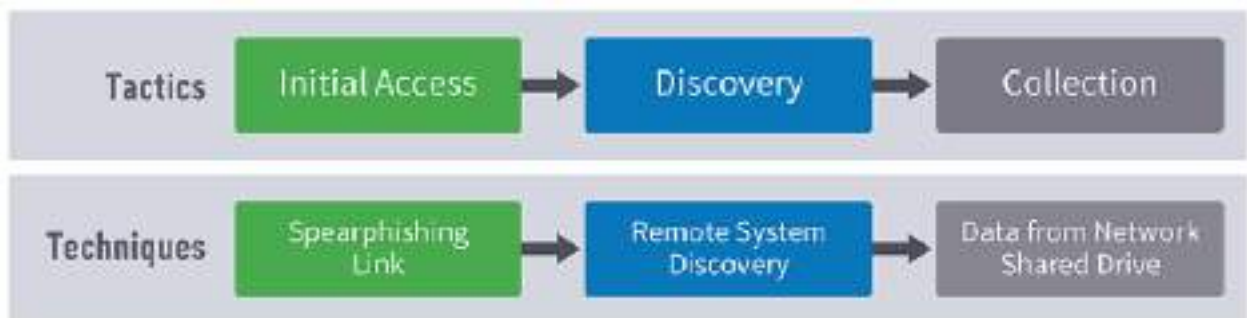 Tactics
Initial Access
Discovery
Collection
Techniques
Spearphishing
Link
Remote System
Discovery
Data from Network
Shared Drive